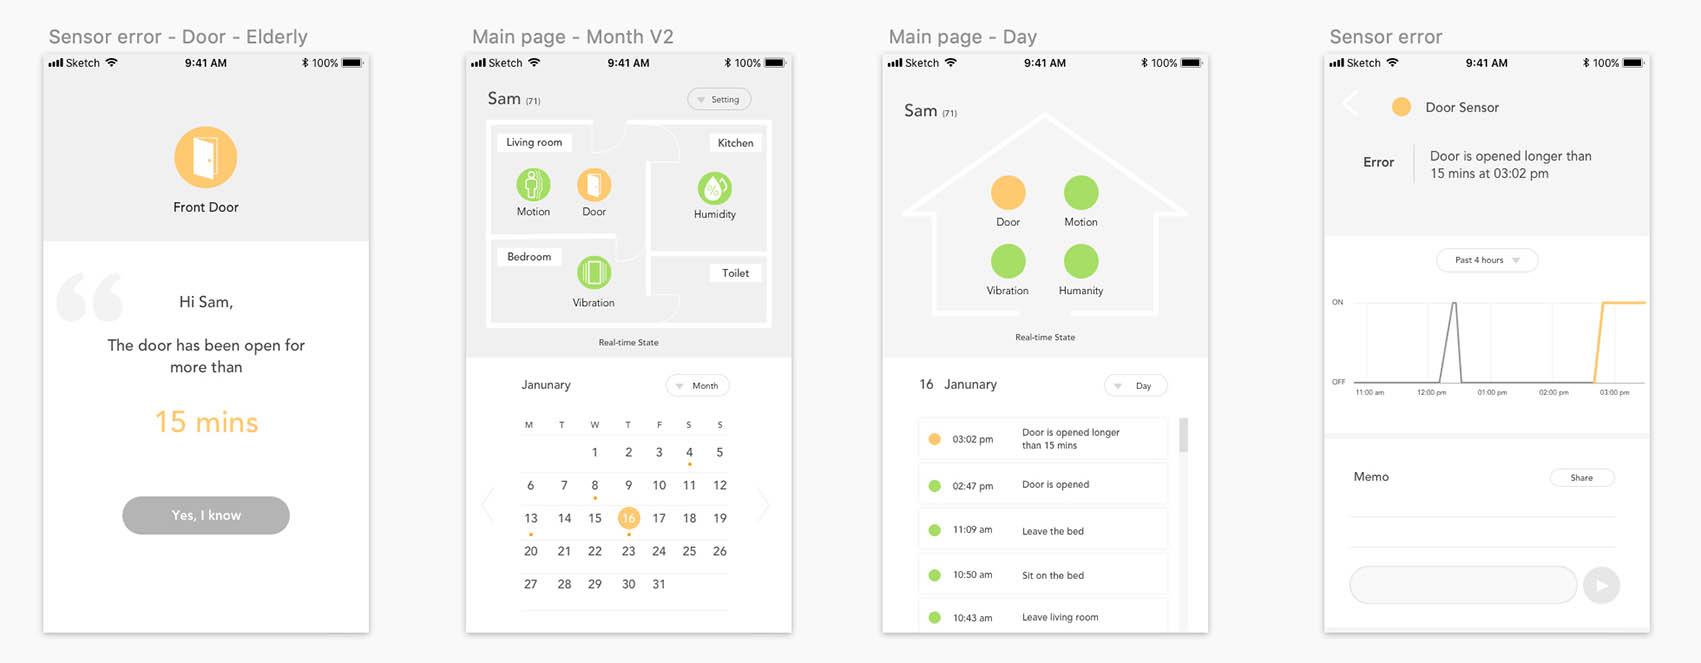 Sensor error - Door - Elderly
Sketch 9:41 AM 100%
Front Door
Hi Sam,
The door has been open for
more than
15 mins
Yes, I know
Main page - Month V2
Sketch 9:41 AM 100%
Sam (71)
Setting
Living room
Kitchen
%
Motion
Door
Humidity
Bedroom
Toilet
Vibration
Real-time State
Janunary
Month
M T W T F S S
1 2 3 4 5
6 7 8 9 10 11 12
13 14 15 16 17 18 19
20 21 22 23 24 25 26
27 28 29 30 31
Main page - Day
Sketch 9:41 AM 100%
Sam (71)
Door
Motion
Vibration
Humanity
Real-time State
16 Janunary
Day
03:02 pm
Door is opened longer
than 15 mins
02:47 pm
Door is opened
11:09 am
Leave the bed
10:50 am
Sit on the bed
10:43 am
Leave living room
Sensor error
Sketch 9:41 AM 100%
Door Sensor
Error
Door is opened longer than
15 mins at 03:02 pm
Past 4 hours
ON
OFF
11:00 am 12:00 pm 01:00 pm 02:00 pm 03:00 pm
Memo
Share